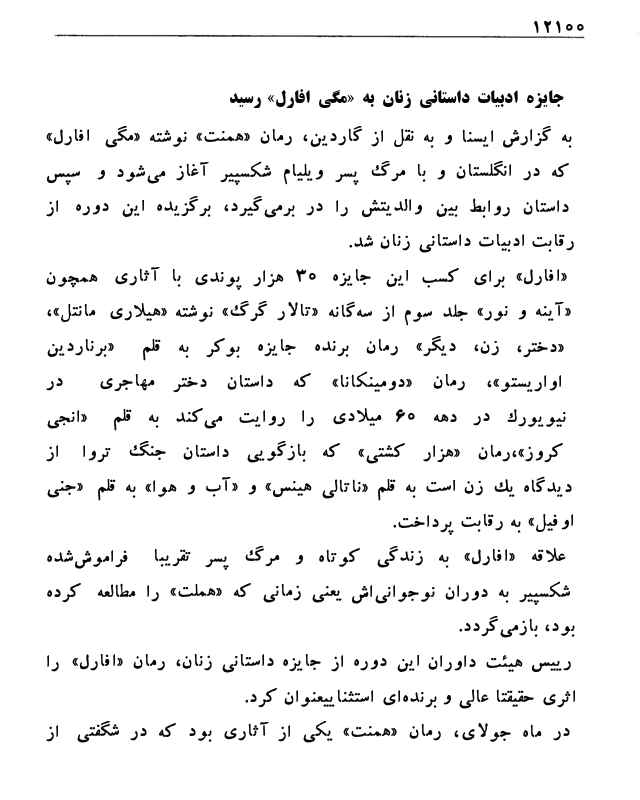 ۱۲۱۰۰
جایزه ادبیات داستانی زنان به «مگی افارل» رسید
به گزارش ایسنا و به نقل از گاردین، رمان «همنت» نوشته «مگی افارل»
که در انگلستان و با مرگ پسر ویلیام شکسپیر آغاز می‌شود و سپس
داستان روابط بین والدیتش را در برمی‌گیرد، برگزیده این دوره از
رقابت ادبیات داستانی زنان شد.
«افارل» برای کسب این جایزه ۳۰ هزار پوندی با آثاری همچون
«آینه و نور» جلد سوم از سه‌گانه «تالار گرگ» نوشته «هیلاری مانتل»،
«دختر، زن، دیگر» رمان برنده جایزه بوکر به قلم «برناردین
اواریستو»، رمان «دومینکانا» که داستان دختر مهاجری در
نیویورك در دهه ۶۰ میلادی را روایت می‌کند به قلم «انجی
کروز»،رمان «هزار کشتی» که بازگویی داستان جنگ تروا از
دیدگاه یك زن است به قلم «ناتالی هینس» و «آب و هوا» به قلم «جنی
اوفیل» به رقابت پرداخت.
علاقه «افارل» به زندگی کوتاه و مرگ پسر تقریبا فراموش‌شده
شکسپیر به دوران نوجوانی‌اش یعنی زمانی که «هملت» را مطالعه کرده
بود، بازمی‌گردد.
رییس هیئت داوران این دوره از جایزه داستانی زنان، رمان «افارل» را
اثری حقیقتا عالی و برنده‌ای استثناییعنوان کرد.
در ماه جولای، رمان «همنت» یکی از آثاری بود که در شگفتی از